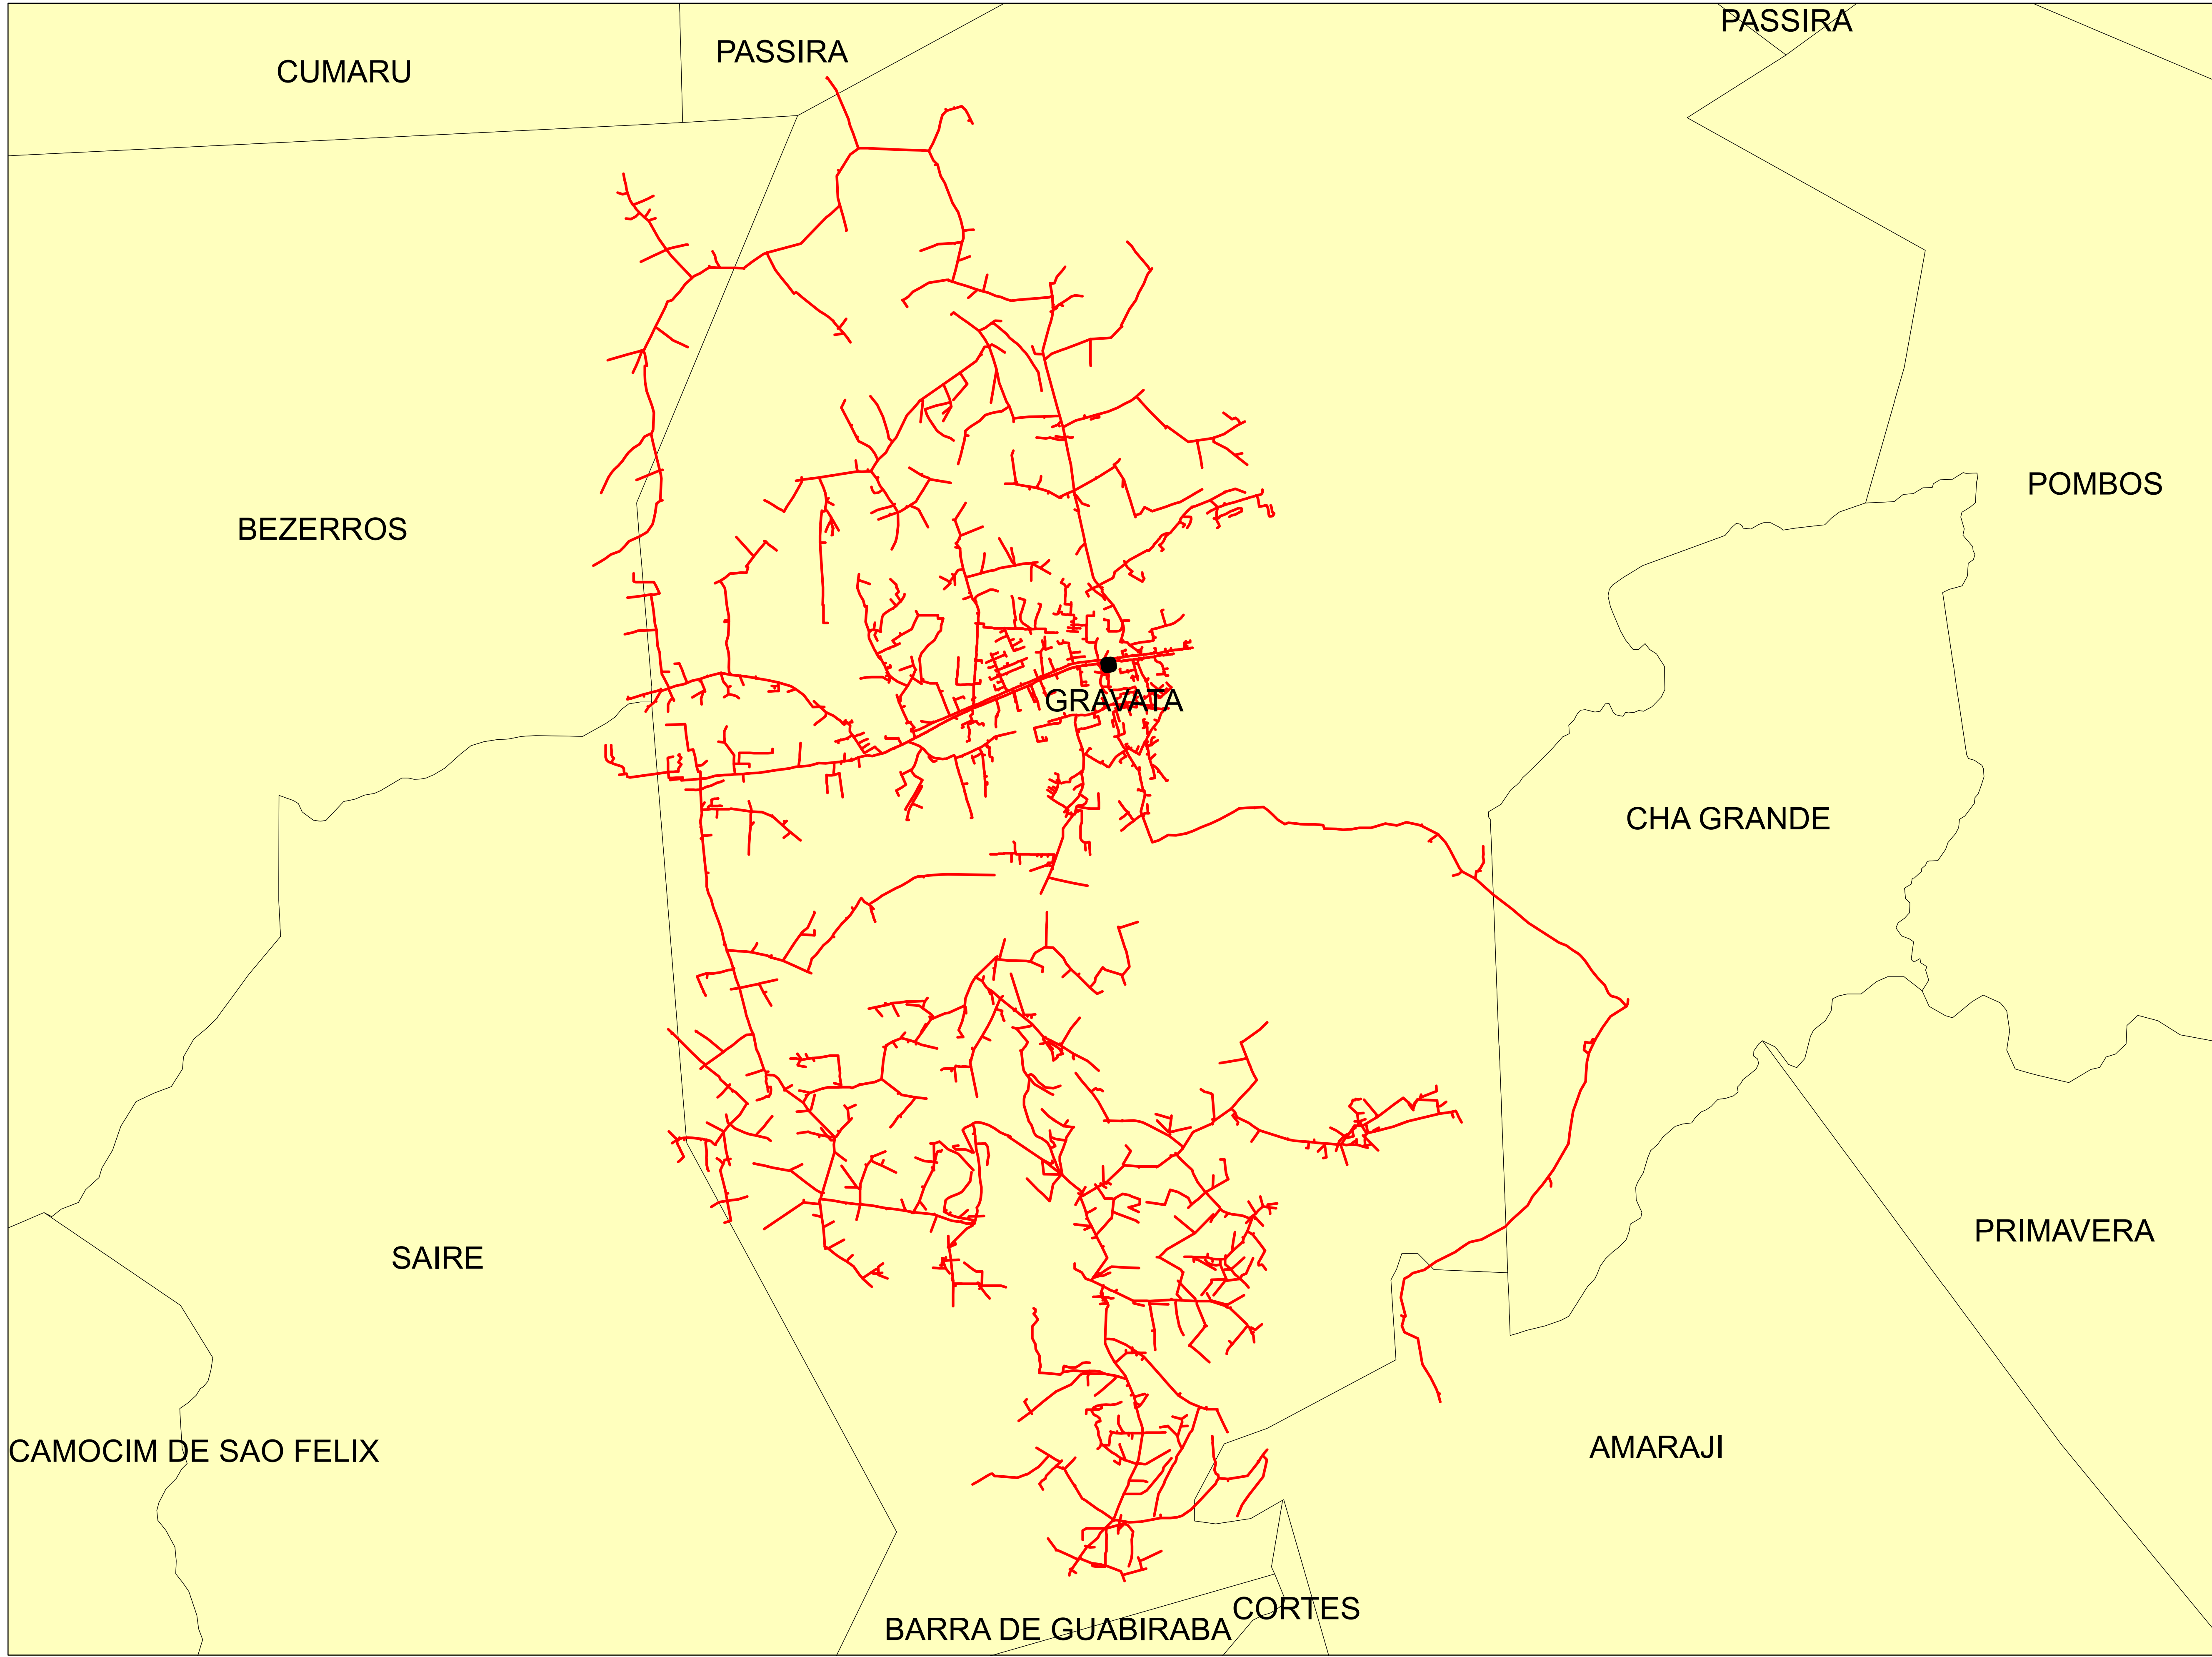 PASSIRA
PASSIRA
CUMARU
POMBOS
BEZERROS
GRAVATA
CHA GRANDE
PRIMAVERA
SAIRE
AMARAJI
CAMOCIM DE SAO FELIX
CORTES
BARRA DE GUABIRABA